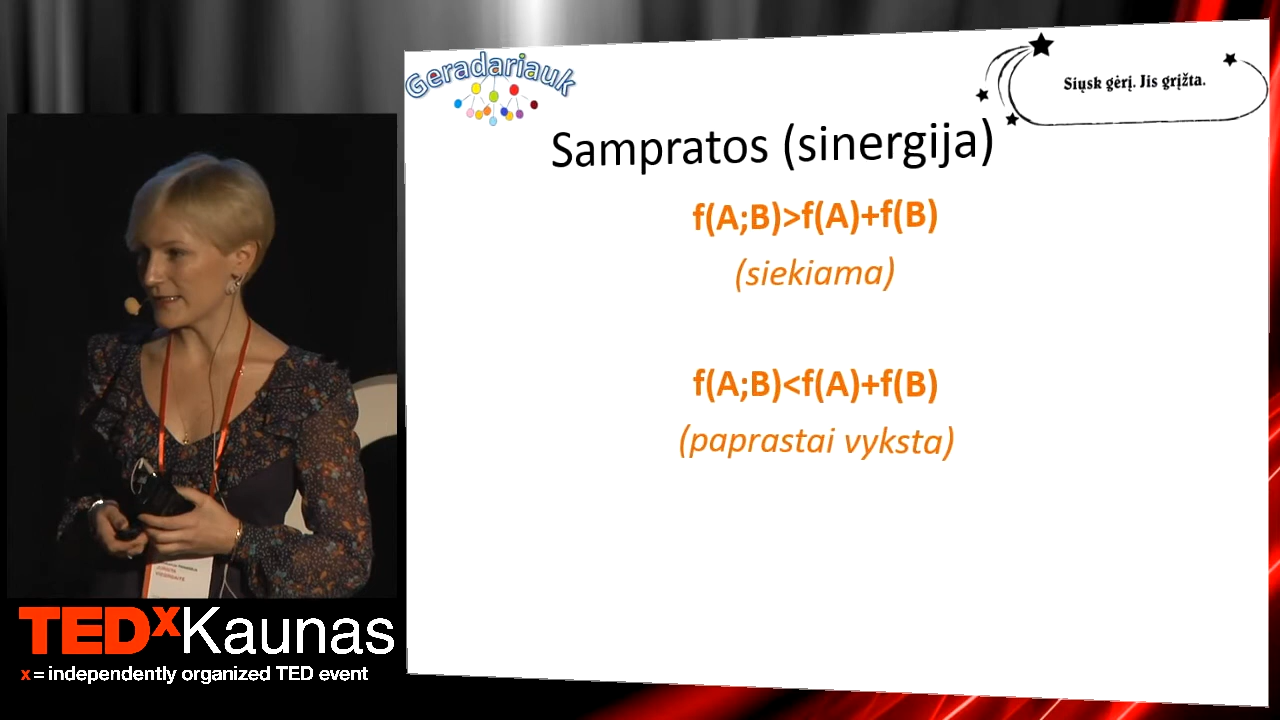 Geradariauk
Siųsk gėrį. Jis grįžta.
Sampratos (sinergija)
f(A;B)>f(A)+f(B)
(siekiama)
f(A;B)<f(A)+f(B)
(paprastai vyksta)
TEDxKaunas
x = independently organized TED event